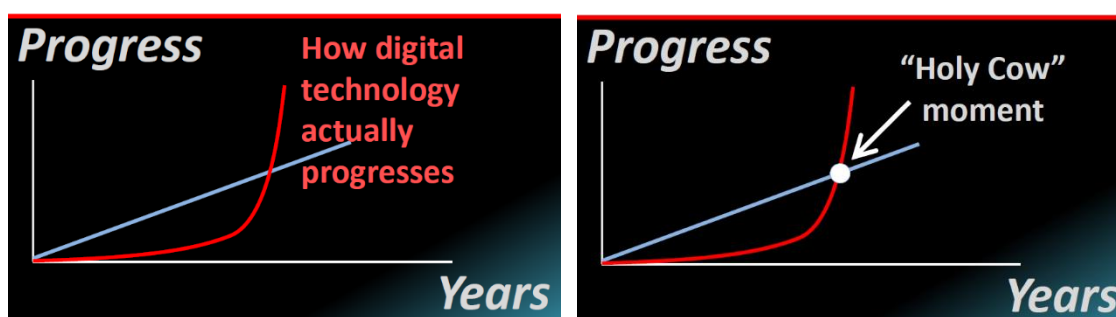 Progress
How digital
technology
actually
progresses
Years
Progress
“Holy Cow”
moment
Years